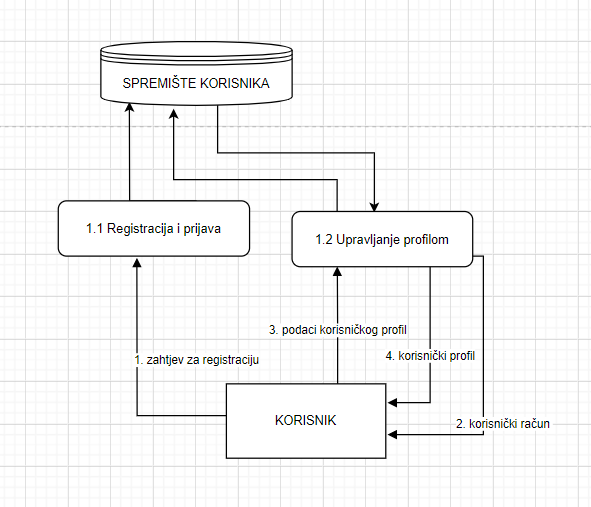 SPREMIŠTE KORISNIKA
1.1 Registracija i prijava
1.2 Upravljanje profilom
3. podaci korisničkog profil
1. zahtjev za registraciju
4. korisnički profil
KORISNIK
2. korisnički račun